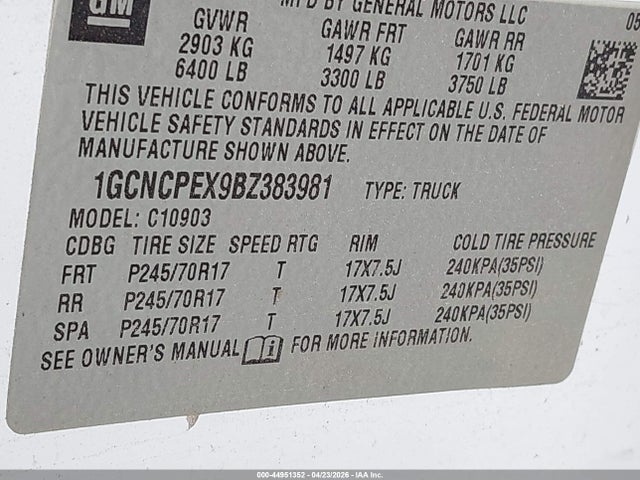 GM
MFD BY GENERAL MOTORS LLC 05
GVWR GAWR FRT GAWR RR
2903 KG 1497 KG 1701 KG
6400 LB 3300 LB 3750 LB
THIS VEHICLE CONFORMS TO ALL APPLICABLE U.S. FEDERAL MOTOR
VEHICLE SAFETY STANDARDS IN EFFECT ON THE DATE OF
MANUFACTURE SHOWN ABOVE.
1GCNCPEX9BZ383981 TYPE: TRUCK
MODEL: C10903
CDBG TIRE SIZE SPEED RTG RIM COLD TIRE PRESSURE
FRT P245/70R17 T 17X7.5J 240KPA(35PSI)
RR P245/70R17 T 17X7.5J 240KPA(35PSI)
SPA P245/70R17 T 17X7.5J 240KPA(35PSI)
SEE OWNER'S MANUAL i FOR MORE INFORMATION.
000-44951352 - 04/23/2026 - IAA Inc.